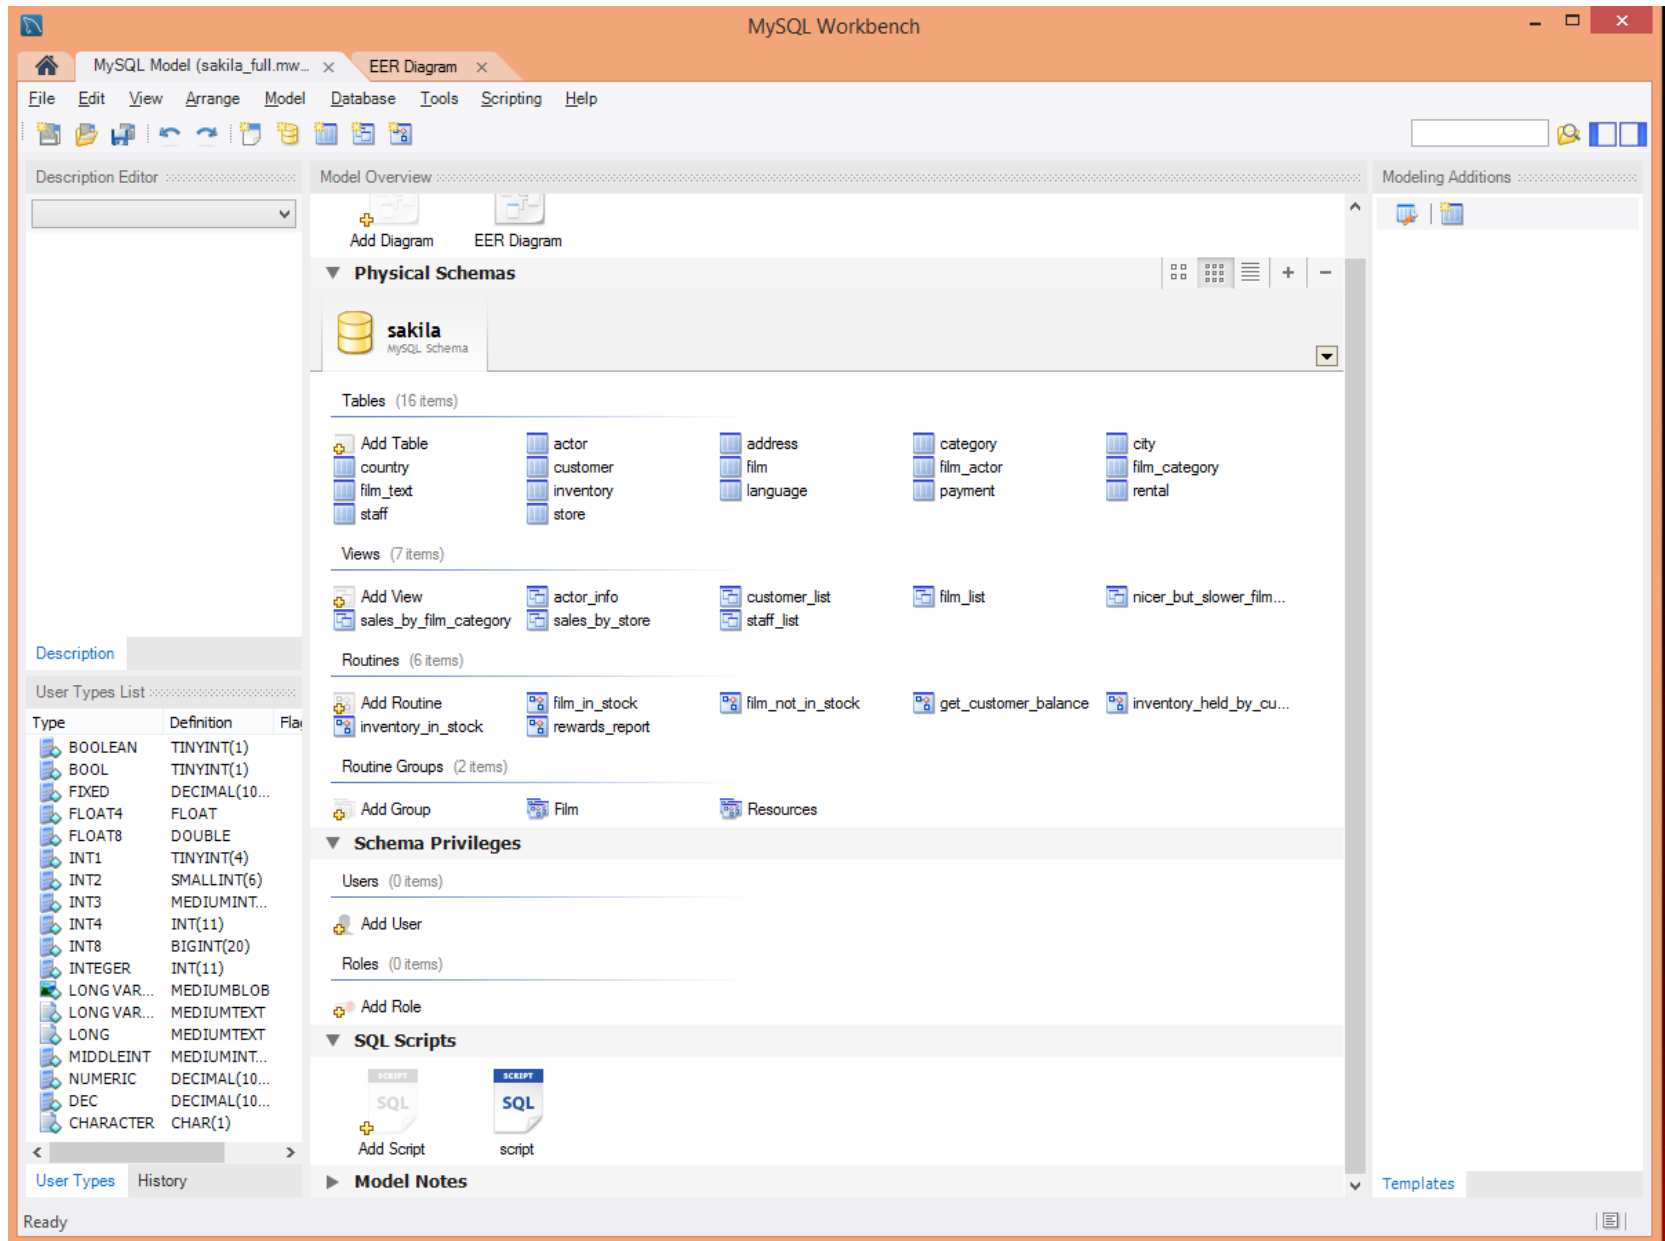 MySQL Workbench
MySQL Model (sakila_full.mw...
EER Diagram
File Edit View Arrange Model Database Tools Scripting Help
Description Editor
Model Overview
Modeling Additions
Add Diagram
EER Diagram
Physical Schemas
sakila
MySQL Schema
Tables (16 items)
Add Table actor address category city
country customer film film_actor film_category
film_text inventory language payment rental
staff store
Views (7 items)
Add View actor_info customer_list film_list nicer_but_slower_film...
sales_by_film_category sales_by_store staff_list
Routines (6 items)
Add Routine film_in_stock film_not_in_stock get_customer_balance inventory_held_by_cu...
inventory_in_stock rewards_report
Routine Groups (2 items)
Add Group Film Resources
Schema Privileges
Users (0 items)
Add User
Roles (0 items)
Add Role
SQL Scripts
SCRIPT SCRIPT
SQL SQL
Add Script script
Model Notes
Description
User Types List
Type Definition Flag
BOOLEAN TINYINT(1)
BOOL TINYINT(1)
FIXED DECIMAL(10...
FLOAT4 FLOAT
FLOAT8 DOUBLE
INT1 TINYINT(4)
INT2 SMALLINT(6)
INT3 MEDIUMINT...
INT4 INT(11)
INT8 BIGINT(20)
INTEGER INT(11)
LONG VAR... MEDIUMBLOB
LONG VAR... MEDIUMTEXT
LONG MEDIUMTEXT
MIDDLEINT MEDIUMINT...
NUMERIC DECIMAL(10...
DEC DECIMAL(10...
CHARACTER CHAR(1)
User Types History
Templates
Ready